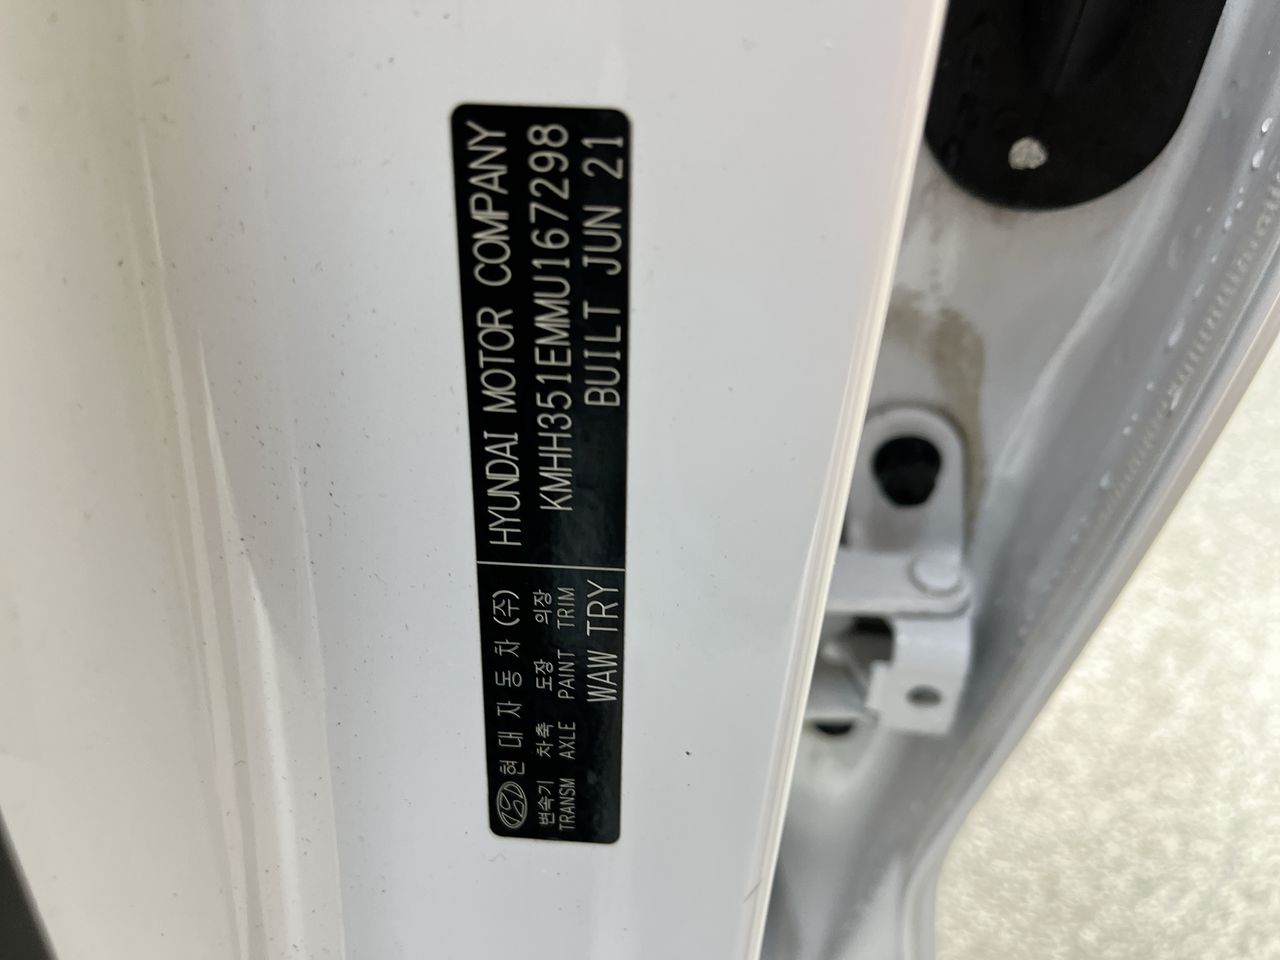 현대자동차(주) HYUNDAI MOTOR COMPANY
변속기 차축 도장 의장 KMHH351EMMU167298
TRANSM AXLE PAINT TRIM
WAW TRY BUILT JUN 21